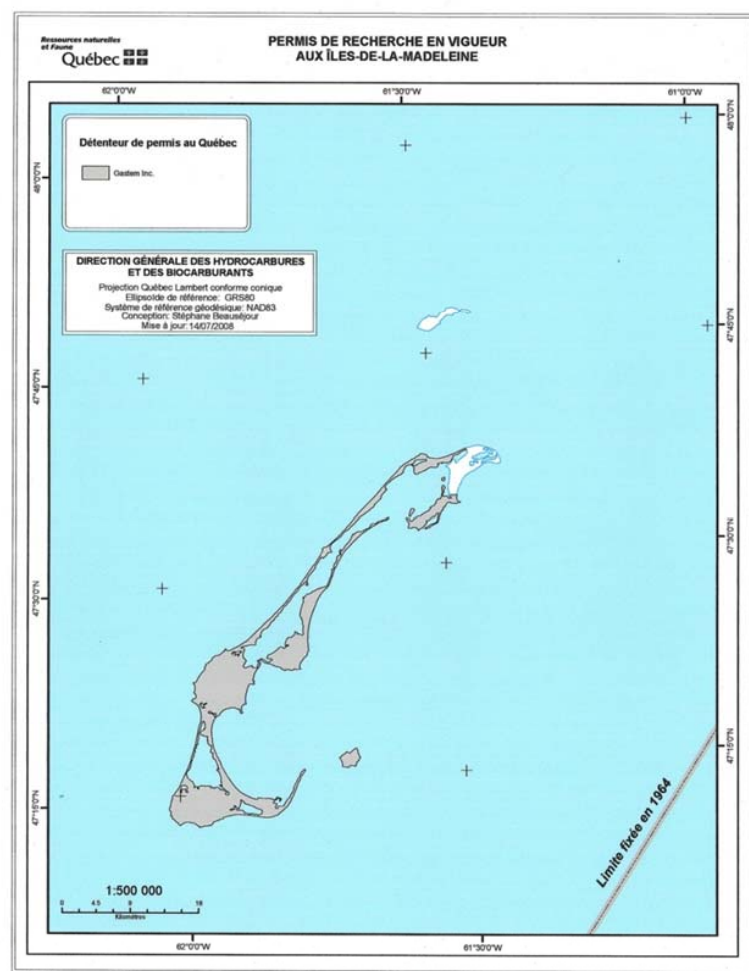 Ressources naturelles
et Faune
Québec
PERMIS DE RECHERCHE EN VIGUEUR
AUX ÎLES-DE-LA-MADELEINE
62°0'0"W
61°30'0"W
61°0'0"W
48°0'0"N
48°0'0"N
Détenteur de permis au Québec
Gastem Inc.
DIRECTION GÉNÉRALE DES HYDROCARBURES
ET DES BIOCARBURANTS
Projection Québec Lambert conforme conique
Ellipsoïde de référence: GRS80
Système de référence géodésique: NAD83
Conception: Stéphane Beauséjour
Mise à jour: 14/07/2008
47°45'0"N
47°45'0"N
47°30'0"N
47°30'0"N
47°15'0"N
47°15'0"N
Limite fixée en 1964
1:500 000
0 4.5 9 18
Kilomètres
62°0'0"W
61°30'0"W